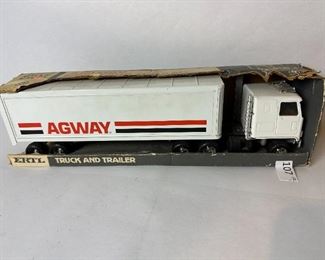 AGWAY
ERTL TRUCK AND TRAILER
107